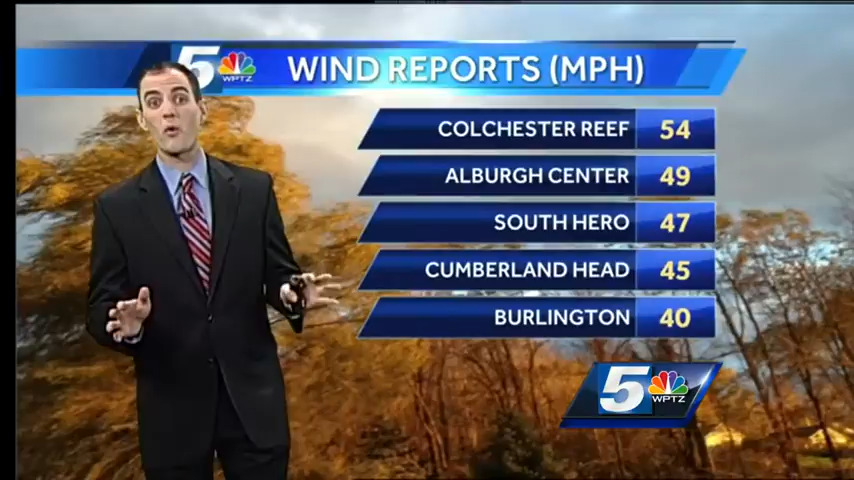 5 WPTZ WIND REPORTS (MPH)
COLCHESTER REEF 54
ALBURGH CENTER 49
SOUTH HERO 47
CUMBERLAND HEAD 45
BURLINGTON 40
5 WPTZ